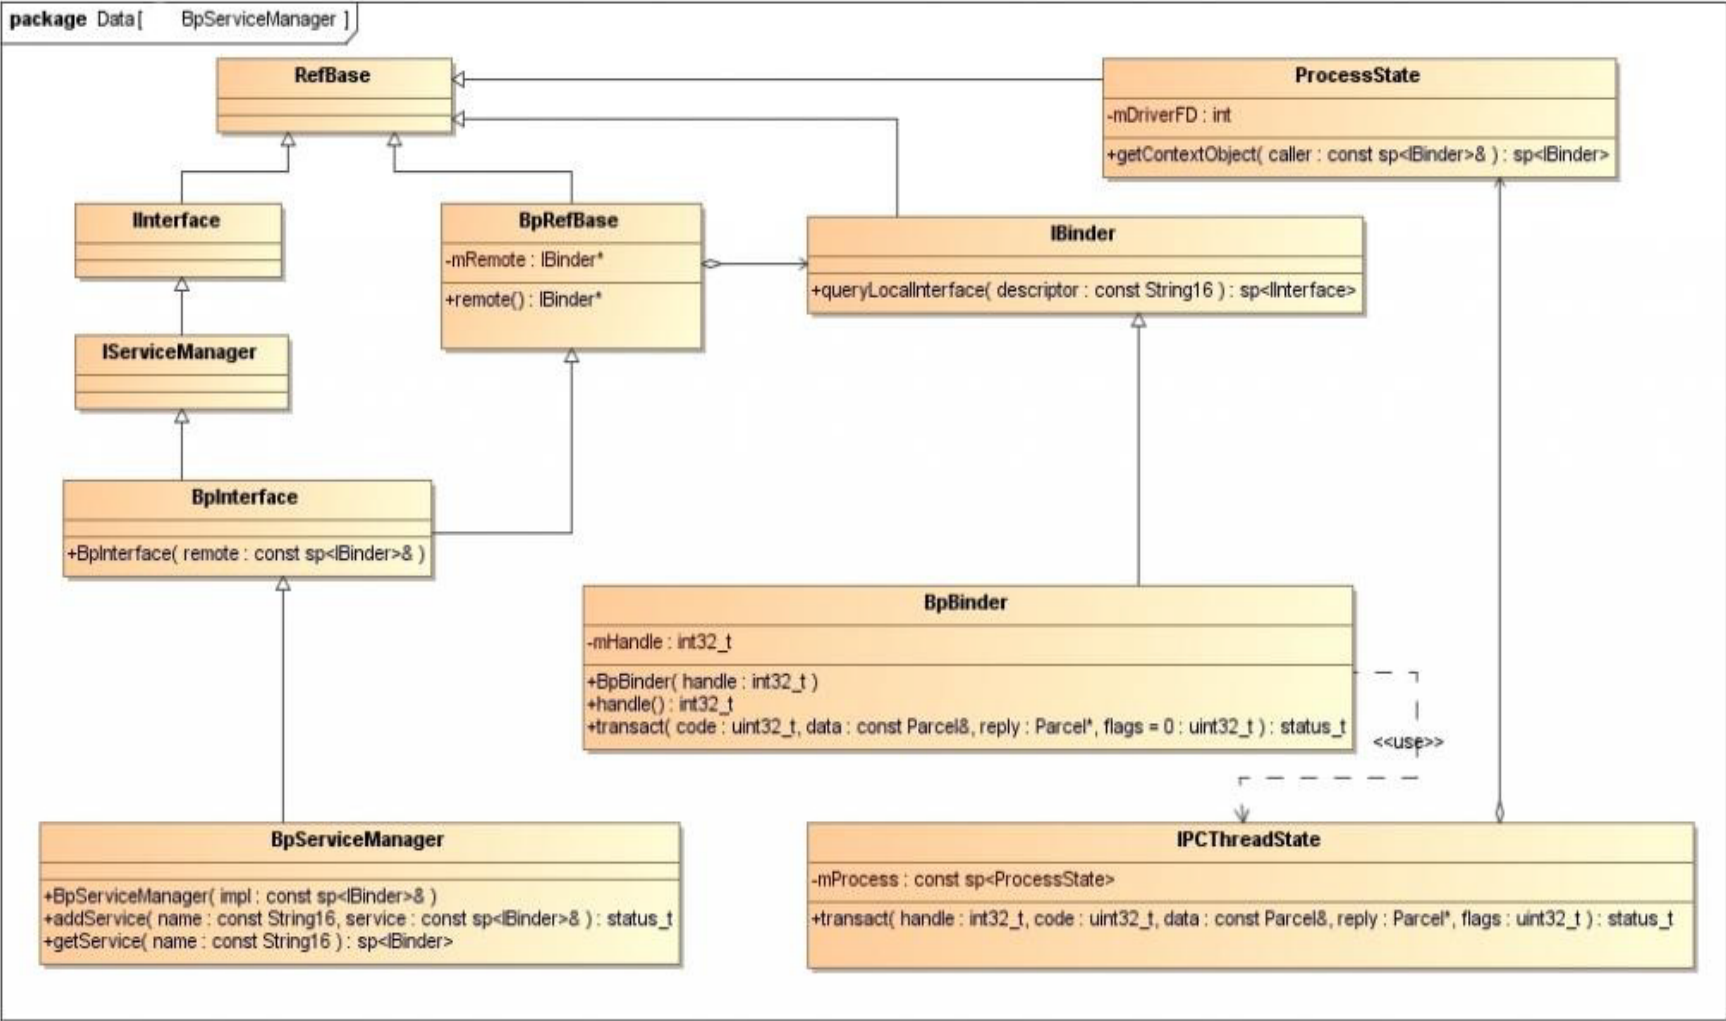 package Data[ BpServiceManager ]
RefBase
ProcessState
-mDriverFD : int
+getContextObject( caller : const sp<IBinder>& ) : sp<IBinder>
IInterface
BpRefBase
-mRemote : IBinder*
+remote() : IBinder*
IBinder
+queryLocalInterface( descriptor : const String16 ) : sp<IInterface>
IServiceManager
BpInterface
+BpInterface( remote : const sp<IBinder>& )
BpBinder
-mHandle : int32_t
+BpBinder( handle : int32_t )
+handle() : int32_t
+transact( code : uint32_t, data : const Parcel&, reply : Parcel*, flags = 0 : uint32_t ) : status_t
<<use>>
BpServiceManager
+BpServiceManager( impl : const sp<IBinder>& )
+addService( name : const String16, service : const sp<IBinder>& ) : status_t
+getService( name : const String16 ) : sp<IBinder>
IPCThreadState
-mProcess : const sp<ProcessState>
+transact( handle : int32_t, code : uint32_t, data : const Parcel&, reply : Parcel*, flags : uint32_t ) : status_t